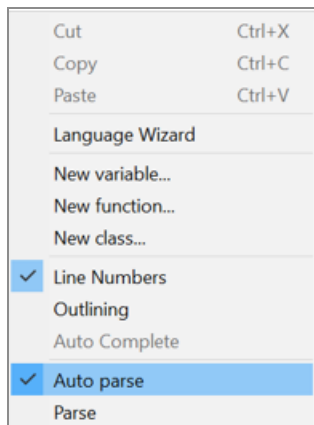 Cut Ctrl+X
Copy Ctrl+C
Paste Ctrl+V
Language Wizard
New variable...
New function...
New class...
Line Numbers
Outlining
Auto Complete
Auto parse
Parse